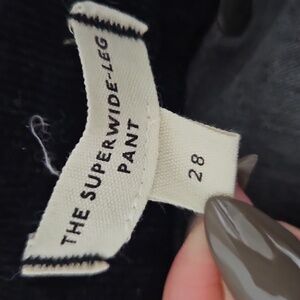 THE SUPERWIDE-LEG
PANT
28